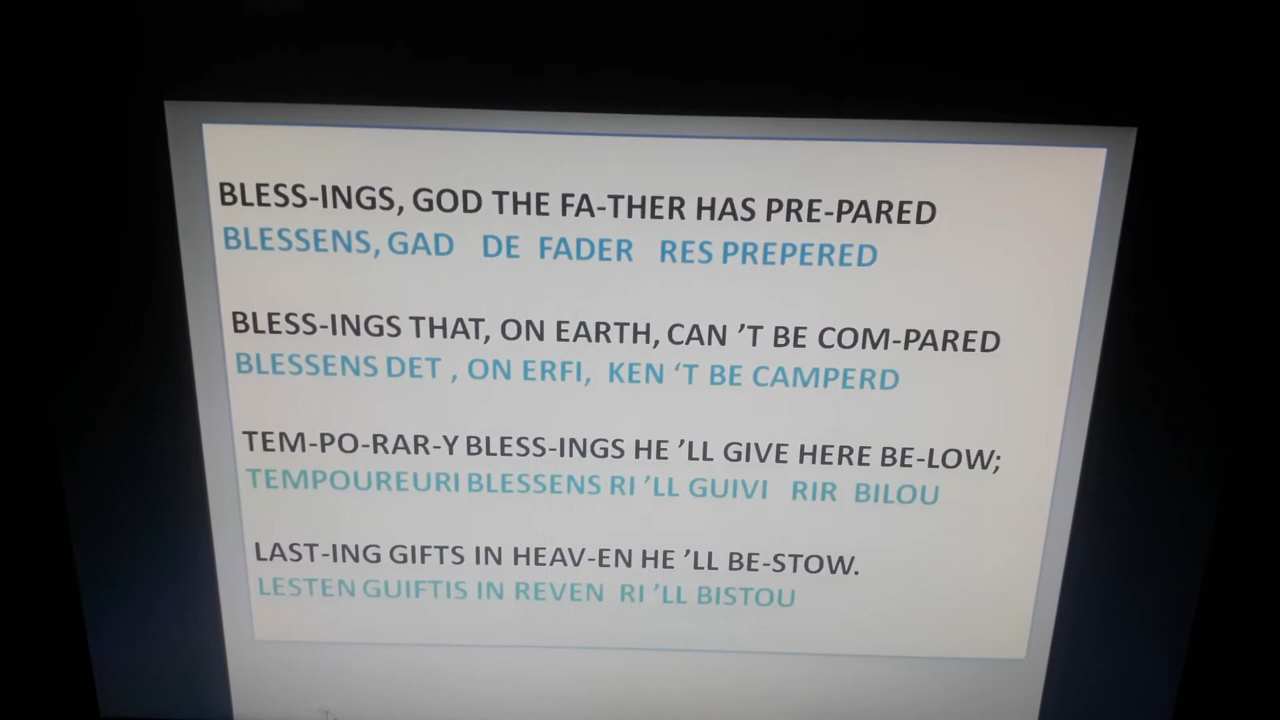 BLESS-INGS, GOD THE FA-THER HAS PRE-PARED
BLESSENS, GAD DE FADER RES PREPERED
BLESS-INGS THAT, ON EARTH, CAN 'T BE COM-PARED
BLESSENS DET , ON ERFI, KEN 'T BE CAMPERD
TEM-PO-RAR-Y BLESS-INGS HE 'LL GIVE HERE BE-LOW;
TEMPOUREURI BLESSENS RI 'LL GUIVI RIR BILOU
LAST-ING GIFTS IN HEAV-EN HE 'LL BE-STOW.
LESTEN GUIFTIS IN REVEN RI 'LL BISTOU